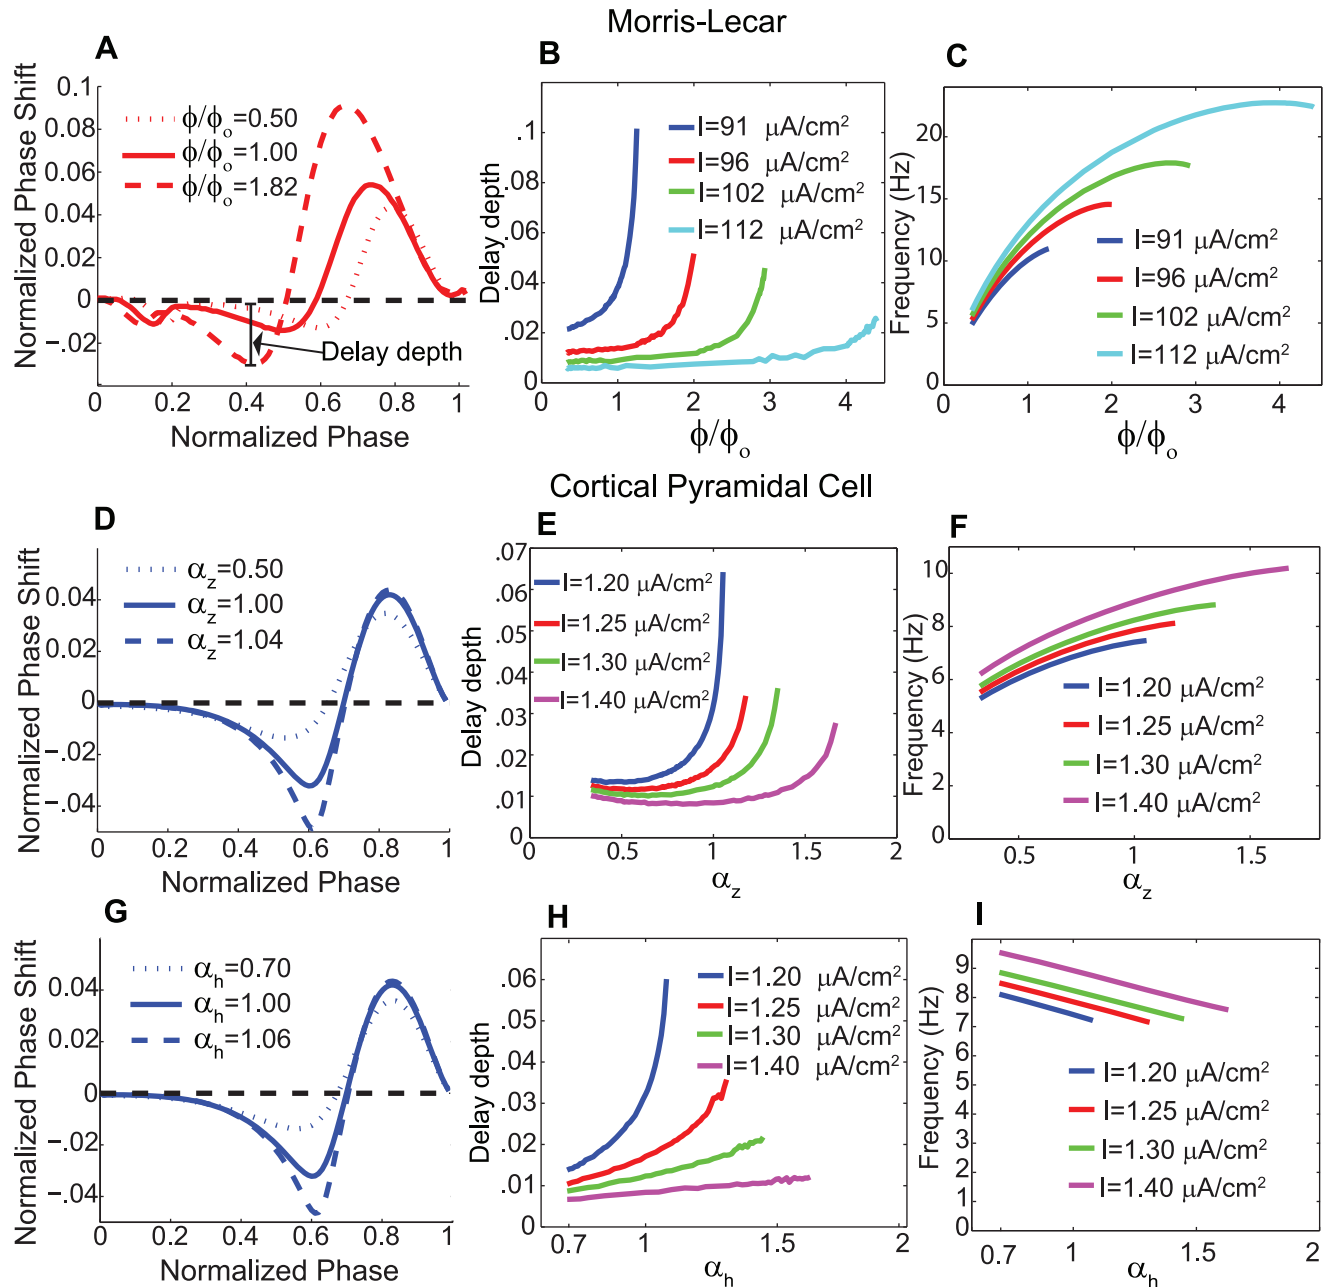 Morris-Lecar
A
Normalized Phase Shift
0.1
0.08
0.06
0.04
0.02
0
-.02
ϕ/ϕo=0.50
ϕ/ϕo=1.00
ϕ/ϕo=1.82
Delay depth
0 0.2 0.4 0.6 0.8 1
Normalized Phase
B
Delay depth
.1
.08
.06
.04
.02
0
I=91 μA/cm²
I=96 μA/cm²
I=102 μA/cm²
I=112 μA/cm²
1 2 3 4
ϕ/ϕo
C
Frequency (Hz)
20
15
10
5
0
I=91 μA/cm²
I=96 μA/cm²
I=102 μA/cm²
I=112 μA/cm²
1 2 3 4
ϕ/ϕo
Cortical Pyramidal Cell
D
Normalized Phase Shift
0.04
0.02
0
-.02
-.04
αz=0.50
αz=1.00
αz=1.04
0 0.2 0.4 0.6 0.8 1
Normalized Phase
E
Delay depth
.07
.06
.05
.04
.03
.02
.01
0
I=1.20 μA/cm²
I=1.25 μA/cm²
I=1.30 μA/cm²
I=1.40 μA/cm²
0 0.5 1 1.5 2
αz
F
Frequency (Hz)
10
8
6
4
2
0
I=1.20 μA/cm²
I=1.25 μA/cm²
I=1.30 μA/cm²
I=1.40 μA/cm²
0.5 1 1.5
αz
G
Normalized Phase Shift
0.04
0.02
0
-.02
-.04
αh=0.70
αh=1.00
αh=1.06
0 0.2 0.4 0.6 0.8 1
Normalized Phase
H
Delay depth
.06
.05
.04
.03
.02
.01
0
I=1.20 μA/cm²
I=1.25 μA/cm²
I=1.30 μA/cm²
I=1.40 μA/cm²
0.7 1 1.5 2
αh
I
Frequency (Hz)
9
8
7
6
5
4
3
2
1
0
I=1.20 μA/cm²
I=1.25 μA/cm²
I=1.30 μA/cm²
I=1.40 μA/cm²
0.7 1 1.5 2
αh